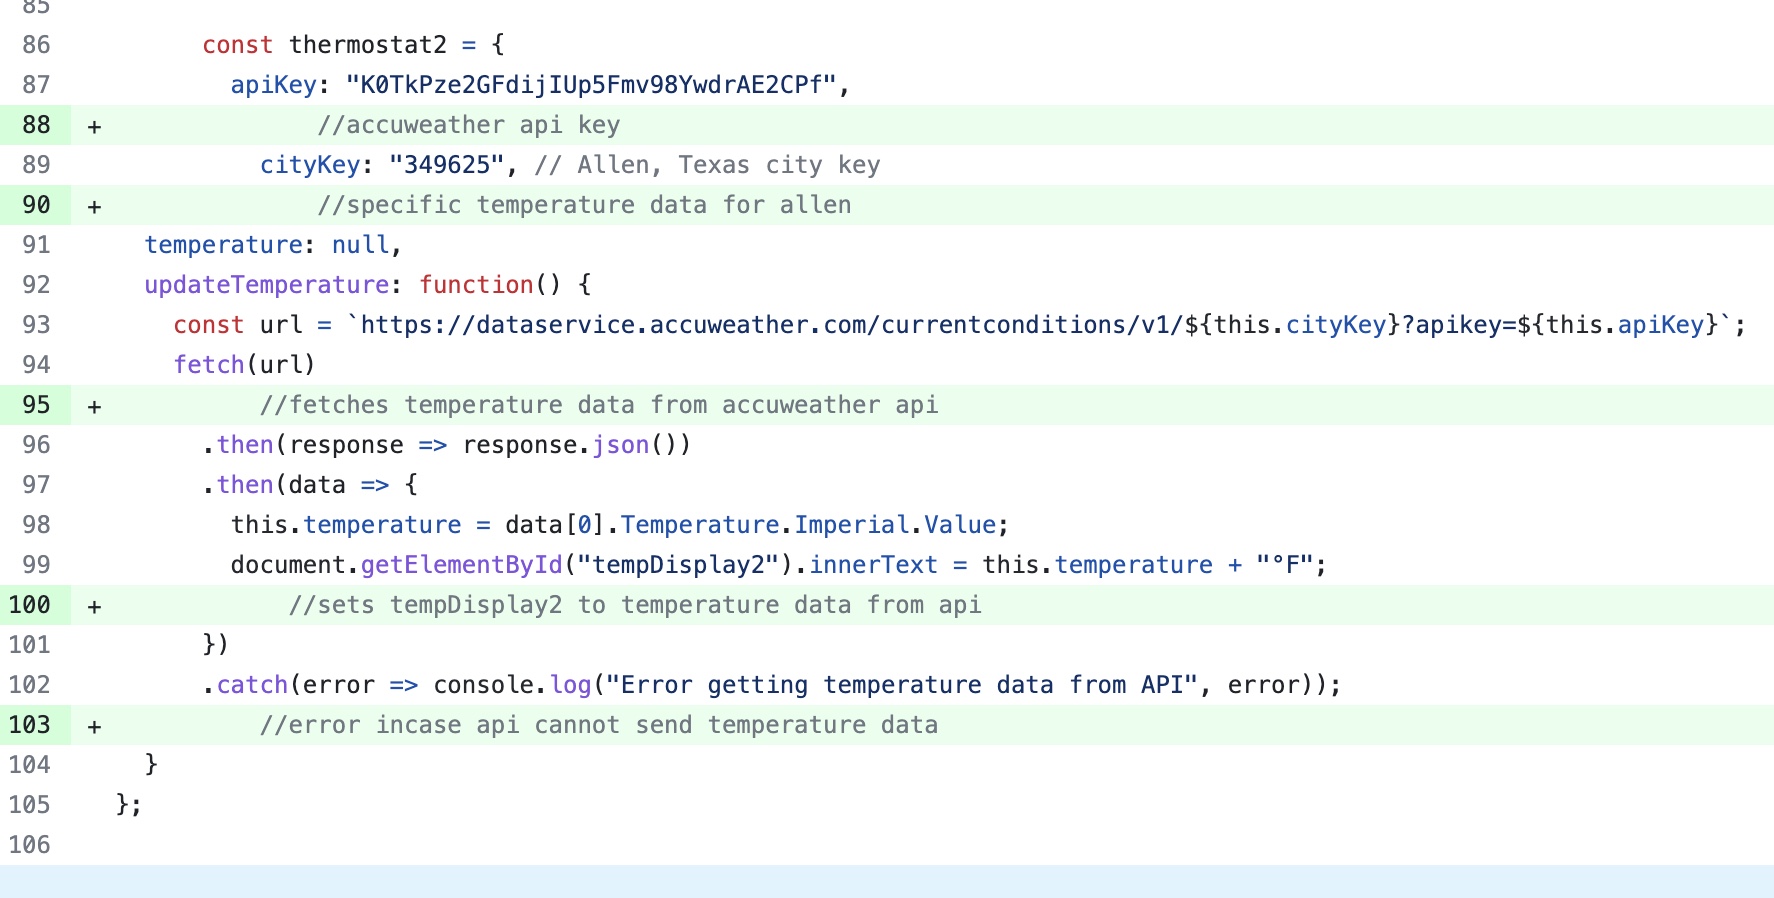 85
86 const thermostat2 = {
87 apiKey: "K0TkPze2GFdijIUp5Fmv98YwdrAE2CPf",
88 + //accuweather api key
89 cityKey: "349625", // Allen, Texas city key
90 + //specific temperature data for allen
91 temperature: null,
92 updateTemperature: function() {
93 const url = `https://dataservice.accuweather.com/currentconditions/v1/${this.cityKey}?apikey=${this.apiKey}`;
94 fetch(url)
95 + //fetches temperature data from accuweather api
96 .then(response => response.json())
97 .then(data => {
98 this.temperature = data[0].Temperature.Imperial.Value;
99 document.getElementById("tempDisplay2").innerText = this.temperature + "°F";
100 + //sets tempDisplay2 to temperature data from api
101 })
102 .catch(error => console.log("Error getting temperature data from API", error));
103 + //error incase api cannot send temperature data
104 }
105 };
106